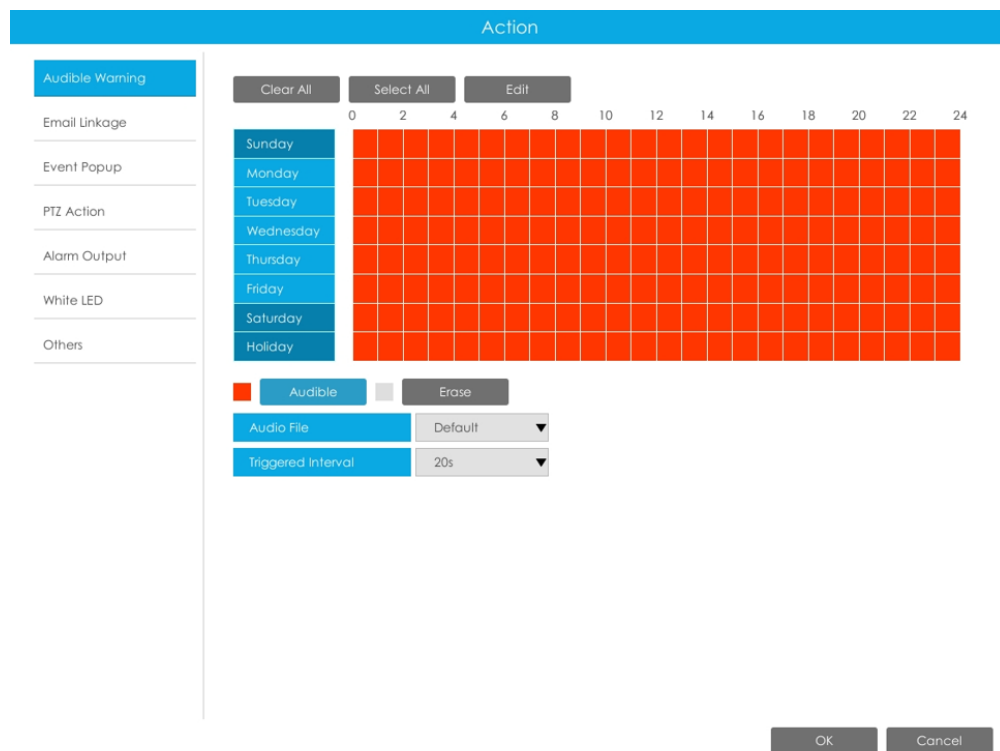 Action
Audible Warning
Email Linkage
Event Popup
PTZ Action
Alarm Output
White LED
Others
Clear All Select All Edit
0 2 4 6 8 10 12 14 16 18 20 22 24
Sunday
Monday
Tuesday
Wednesday
Thursday
Friday
Saturday
Holiday
Audible Erase
Audio File Default
Triggered Interval 20s
OK Cancel